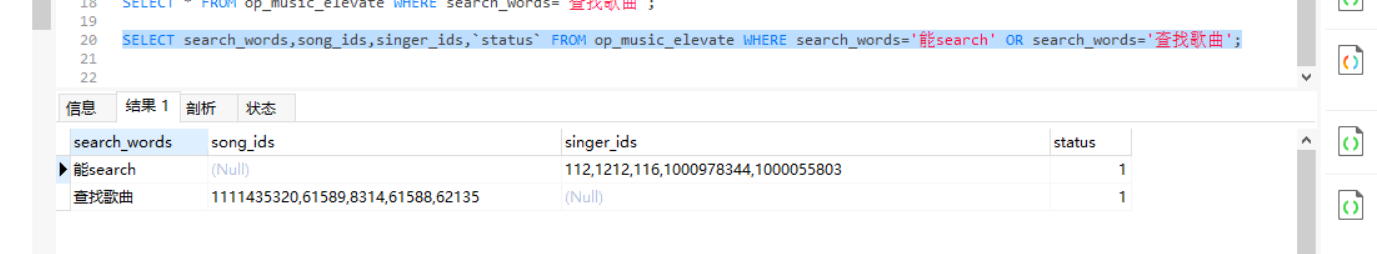 18 SELECT * FROM op_music_elevate WHERE search_words='查找歌曲';
19
20 SELECT search_words,song_ids,singer_ids,`status` FROM op_music_elevate WHERE search_words='能search' OR search_words='查找歌曲';
21
22
信息 结果 1 剖析 状态
search_words song_ids singer_ids status
能search (Null) 112,1212,116,1000978344,1000055803 1
查找歌曲 1111435320,61589,8314,61588,62135 (Null) 1